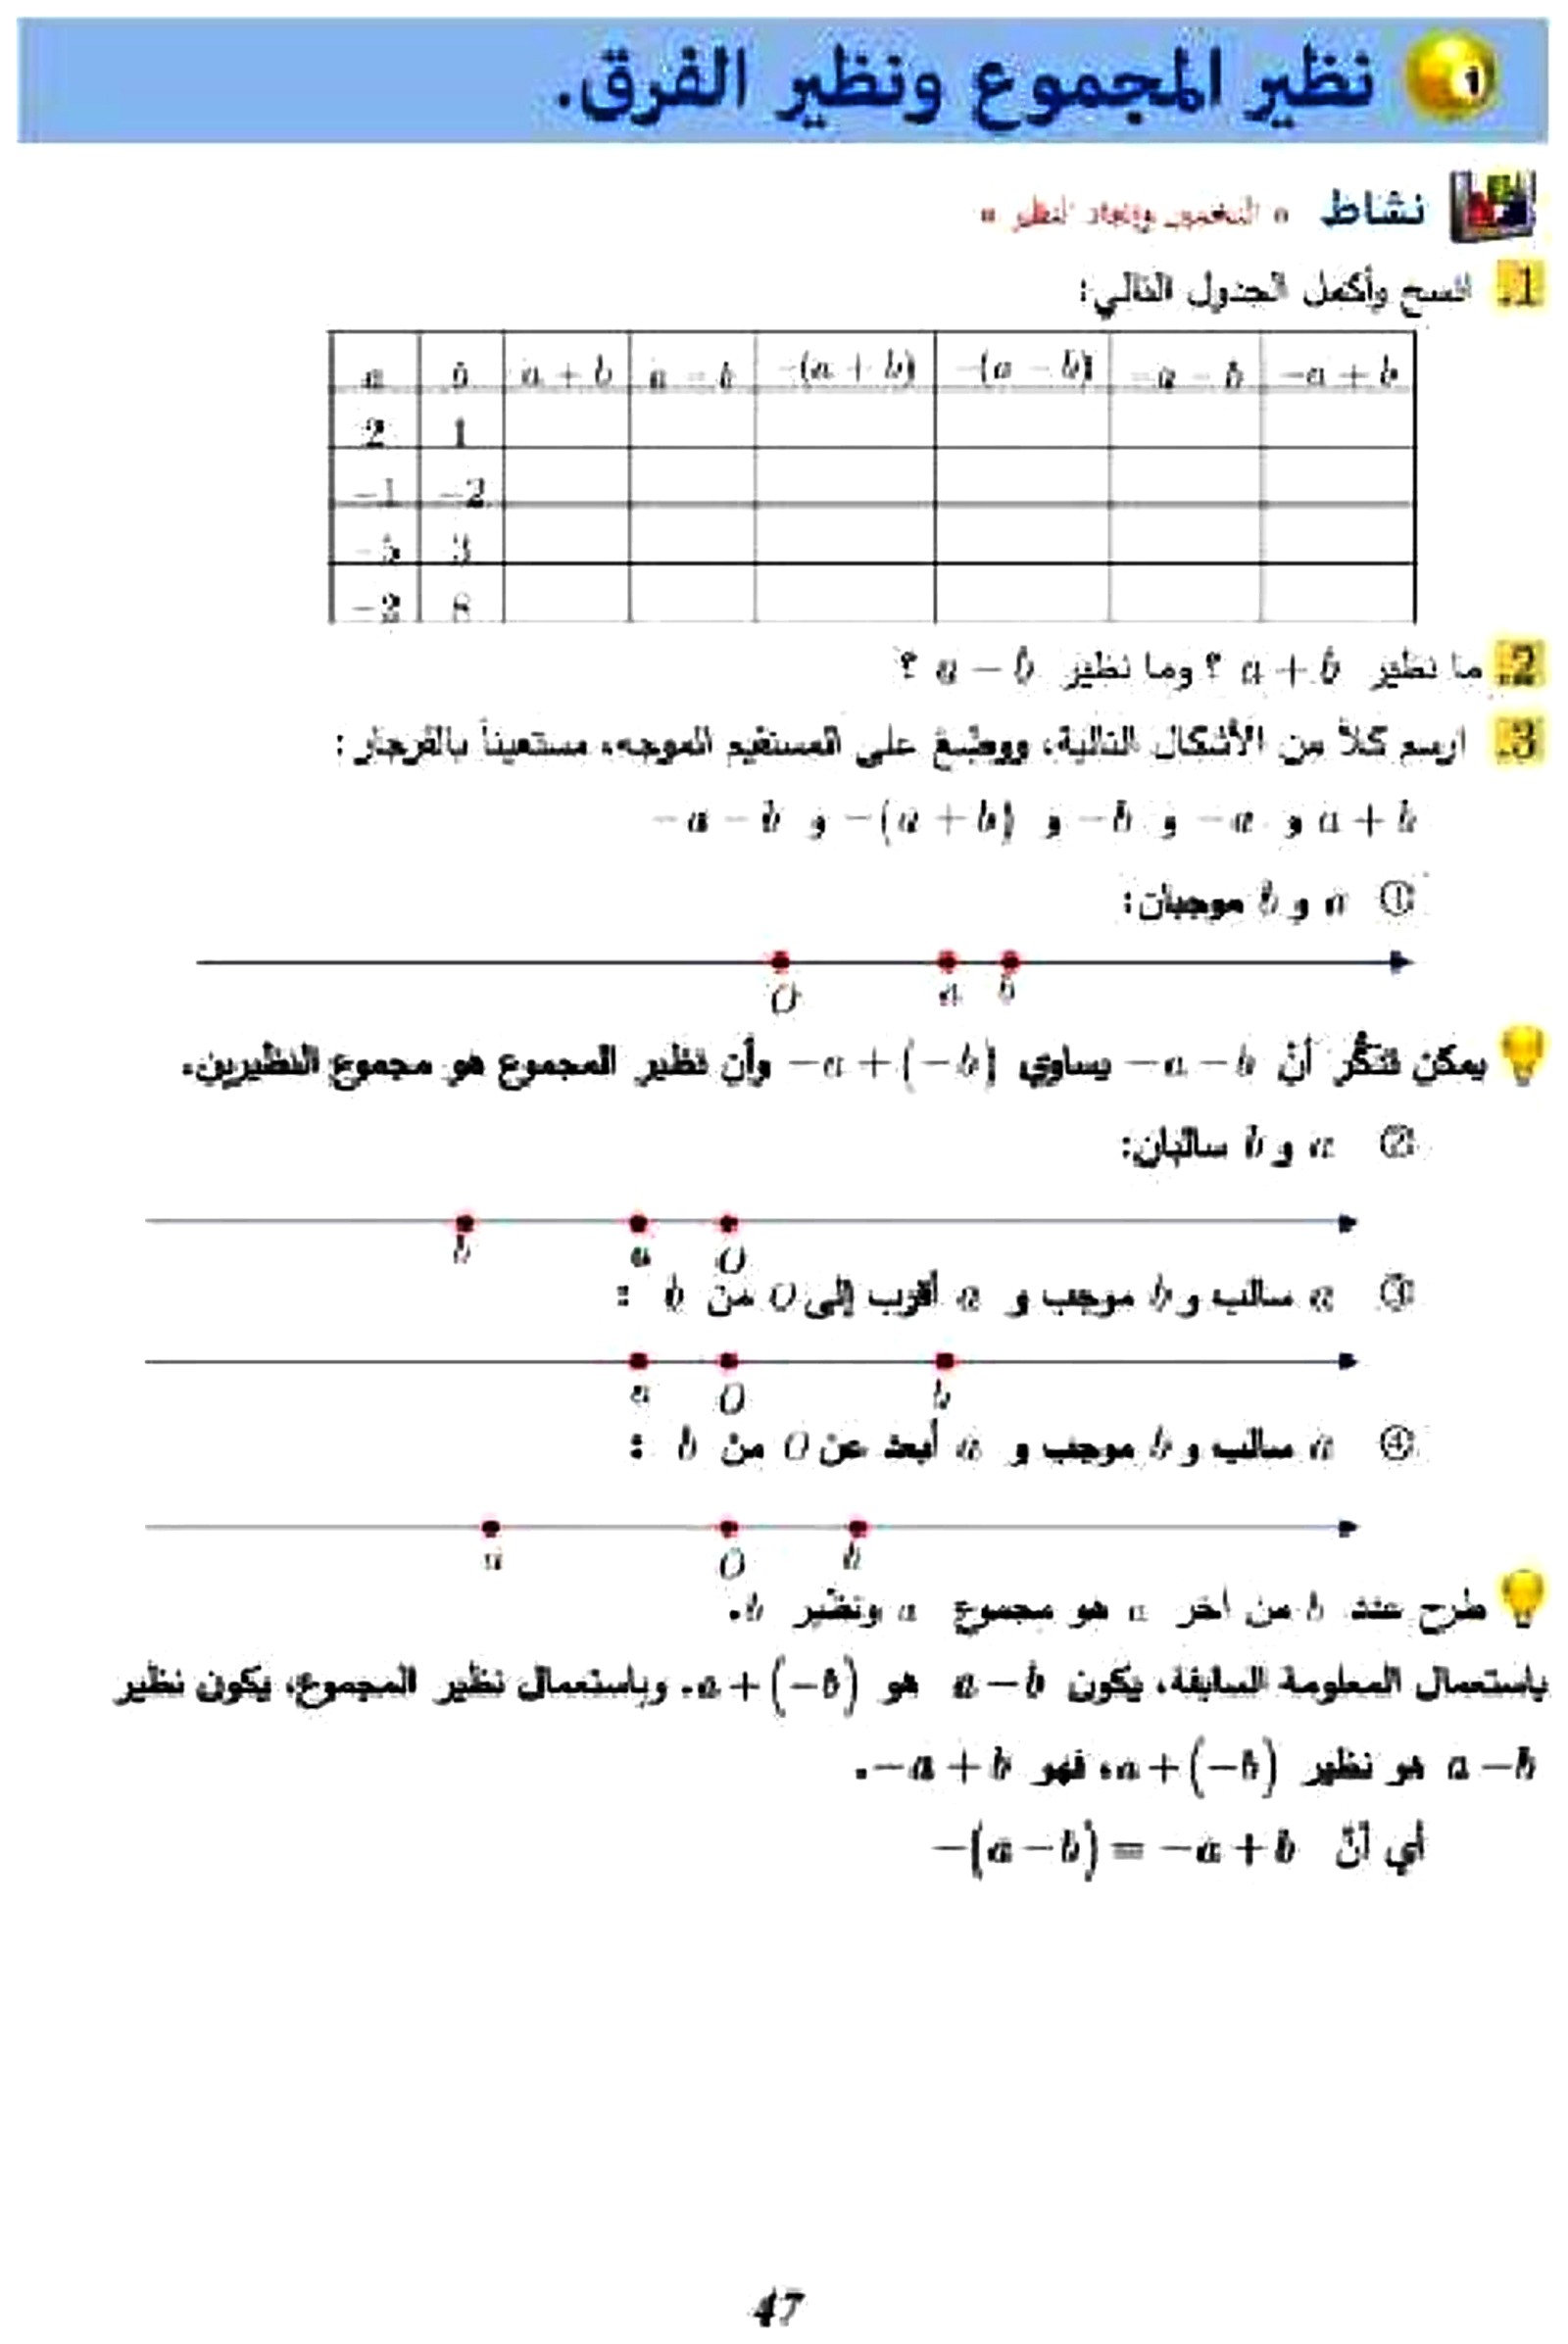 1 نظير المجموع ونظير الفرق.
نشاط « التخمين وإيجاد النظير »
1. انسخ وأكمل الجدول التالي:
a b a + b a − b −(a + b) −(a − b) −a − b −a + b
2 1
−1 −2
−5 3
−2 8
2. ما نظير a + b ؟ وما نظير a − b ؟
3. ارسم كلاً من الأشكال التالية، ووضّع على المستقيم الموجه، مستعيناً بالفرجار:
a + b و −a و −b و −(a + b) و −a − b
① a و b موجبان:
O a b
يمكن تذكُّر أنّ −a − b يساوي −a + (−b) وأن نظير المجموع هو مجموع النظيرين.
② a و b سالبان:
b a O
③ a سالب و b موجب و a أقرب إلى O من b :
a O b
④ a سالب و b موجب و a أبعد عن O من b :
a O b
طرح عدد b من آخر a هو مجموع a ونظير b.
باستعمال المعلومة السابقة، يكون a − b هو a + (−b). وباستعمال نظير المجموع، يكون نظير
a − b هو نظير a + (−b)، فهو −a + b.
أي أنّ −(a − b) = −a + b
47